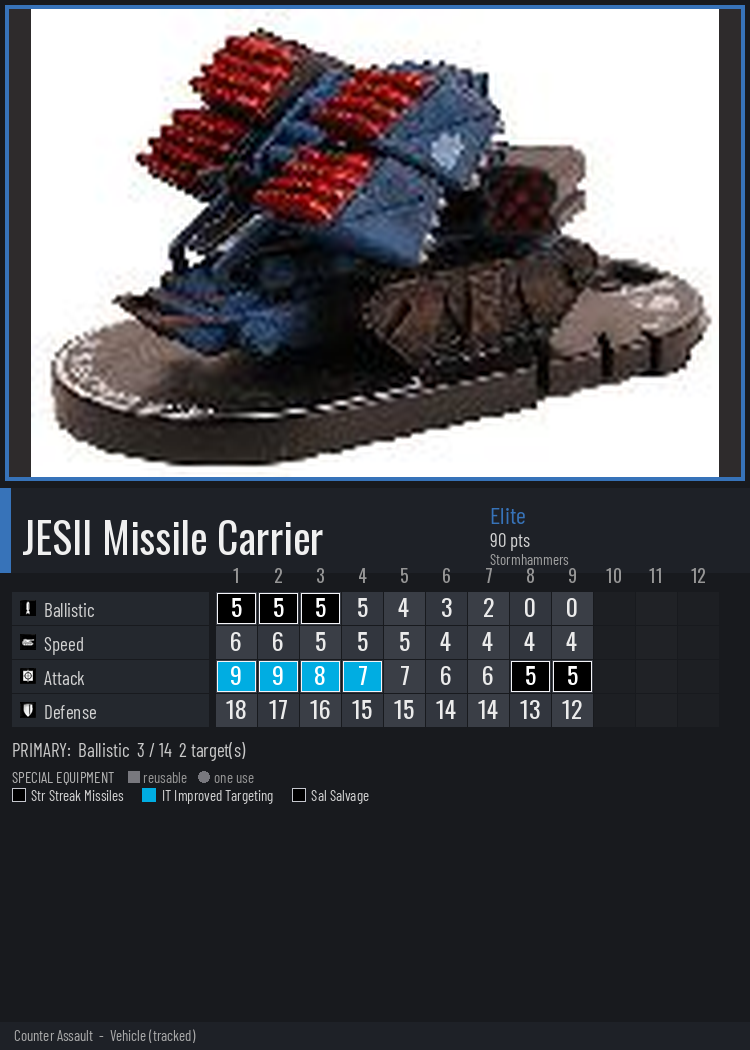 JESII Missile Carrier
Elite
90 pts
Stormhammers
1 2 3 4 5 6 7 8 9 10 11 12
Ballistic 5 5 5 5 4 3 2 0 0
Speed 6 6 5 5 5 4 4 4 4
Attack 9 9 8 7 7 6 6 5 5
Defense 18 17 16 15 15 14 14 13 12
PRIMARY: Ballistic 3 / 14 2 target(s)
SPECIAL EQUIPMENT reusable one use
Str Streak Missiles IT Improved Targeting Sal Salvage
Counter Assault - Vehicle (tracked)